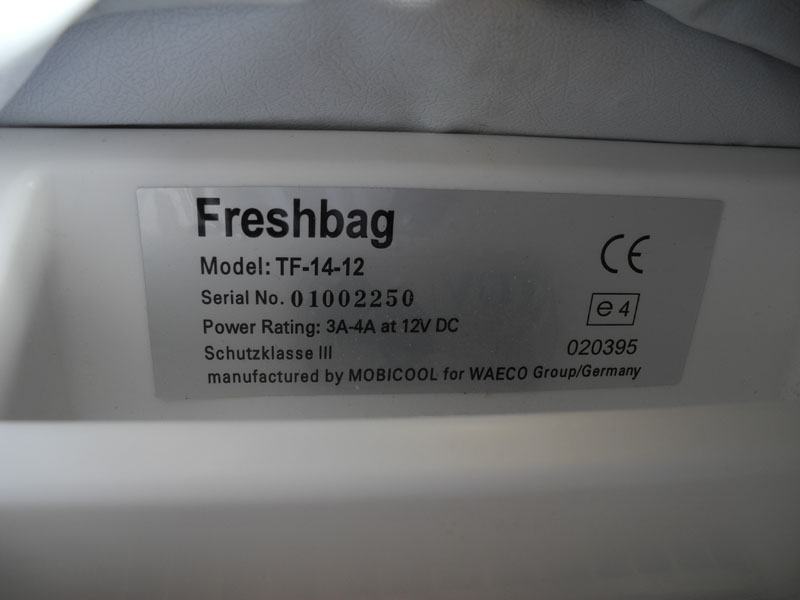 Freshbag
Model: TF-14-12
CE
Serial No. 01002250
e 4
Power Rating: 3A-4A at 12V DC
Schutzklasse III
020395
manufactured by MOBICOOL for WAECO Group/Germany